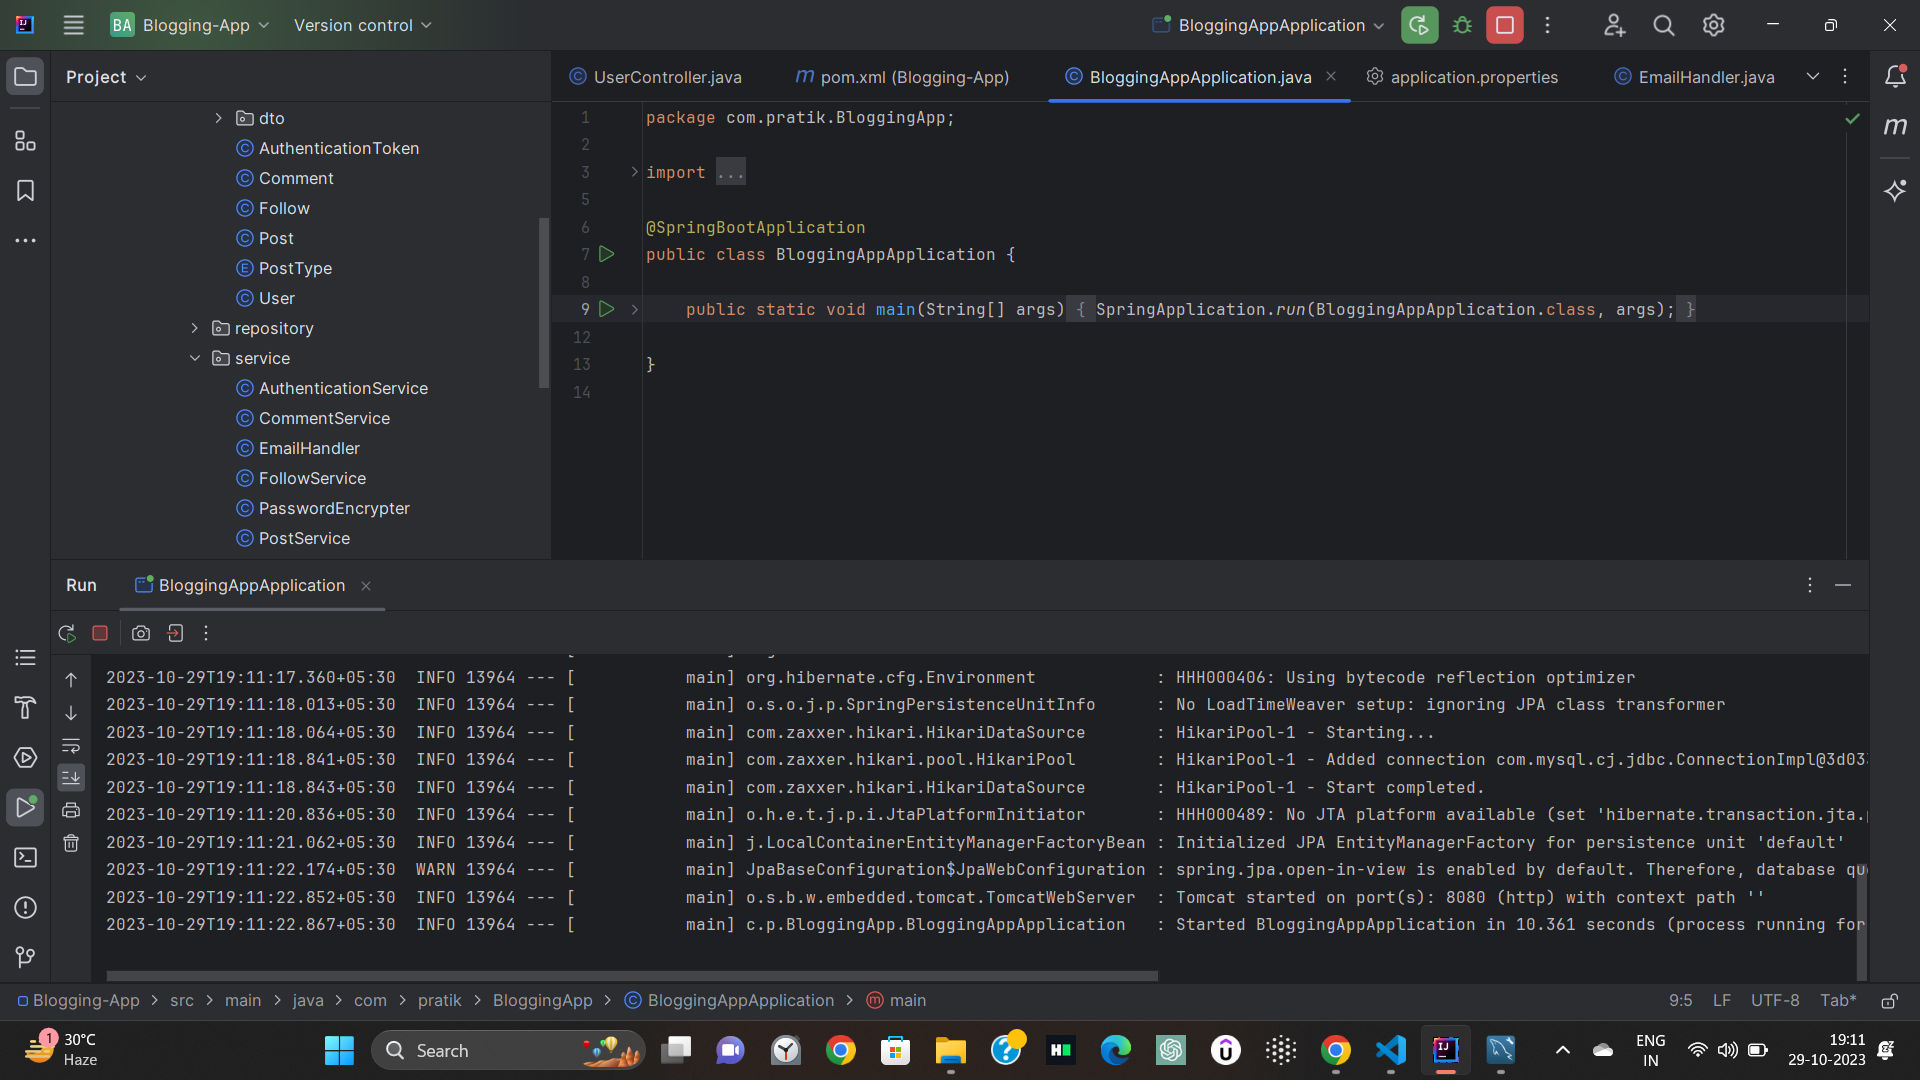 BA Blogging-App Version control BloggingAppApplication
Project
UserController.java
pom.xml (Blogging-App)
BloggingAppApplication.java
application.properties
EmailHandler.java
dto
AuthenticationToken
Comment
Follow
Post
PostType
User
repository
service
AuthenticationService
CommentService
EmailHandler
FollowService
PasswordEncrypter
PostService
1 package com.pratik.BloggingApp;
2
3 import ...
5
6 @SpringBootApplication
7 public class BloggingAppApplication {
8
9 public static void main(String[] args) { SpringApplication.run(BloggingAppApplication.class, args); }
12
13 }
14
Run BloggingAppApplication
2023-10-29T19:11:17.360+05:30 INFO 13964 --- [ main] org.hibernate.cfg.Environment : HHH000406: Using bytecode reflection optimizer
2023-10-29T19:11:18.013+05:30 INFO 13964 --- [ main] o.s.o.j.p.SpringPersistenceUnitInfo : No LoadTimeWeaver setup: ignoring JPA class transformer
2023-10-29T19:11:18.064+05:30 INFO 13964 --- [ main] com.zaxxer.hikari.HikariDataSource : HikariPool-1 - Starting...
2023-10-29T19:11:18.841+05:30 INFO 13964 --- [ main] com.zaxxer.hikari.pool.HikariPool : HikariPool-1 - Added connection com.mysql.cj.jdbc.ConnectionImpl@3d03
2023-10-29T19:11:18.843+05:30 INFO 13964 --- [ main] com.zaxxer.hikari.HikariDataSource : HikariPool-1 - Start completed.
2023-10-29T19:11:20.836+05:30 INFO 13964 --- [ main] o.h.e.t.j.p.i.JtaPlatformInitiator : HHH000489: No JTA platform available (set 'hibernate.transaction.jta.
2023-10-29T19:11:21.062+05:30 INFO 13964 --- [ main] j.LocalContainerEntityManagerFactoryBean : Initialized JPA EntityManagerFactory for persistence unit 'default'
2023-10-29T19:11:22.174+05:30 WARN 13964 --- [ main] JpaBaseConfiguration$JpaWebConfiguration : spring.jpa.open-in-view is enabled by default. Therefore, database qu
2023-10-29T19:11:22.852+05:30 INFO 13964 --- [ main] o.s.b.w.embedded.tomcat.TomcatWebServer : Tomcat started on port(s): 8080 (http) with context path ''
2023-10-29T19:11:22.867+05:30 INFO 13964 --- [ main] c.p.BloggingApp.BloggingAppApplication : Started BloggingAppApplication in 10.361 seconds (process running for
Blogging-App > src > main > java > com > pratik > BloggingApp > BloggingAppApplication > main
9:5 LF UTF-8 Tab*
1 30°C
Haze
Search
ENG
IN
19:11
29-10-2023